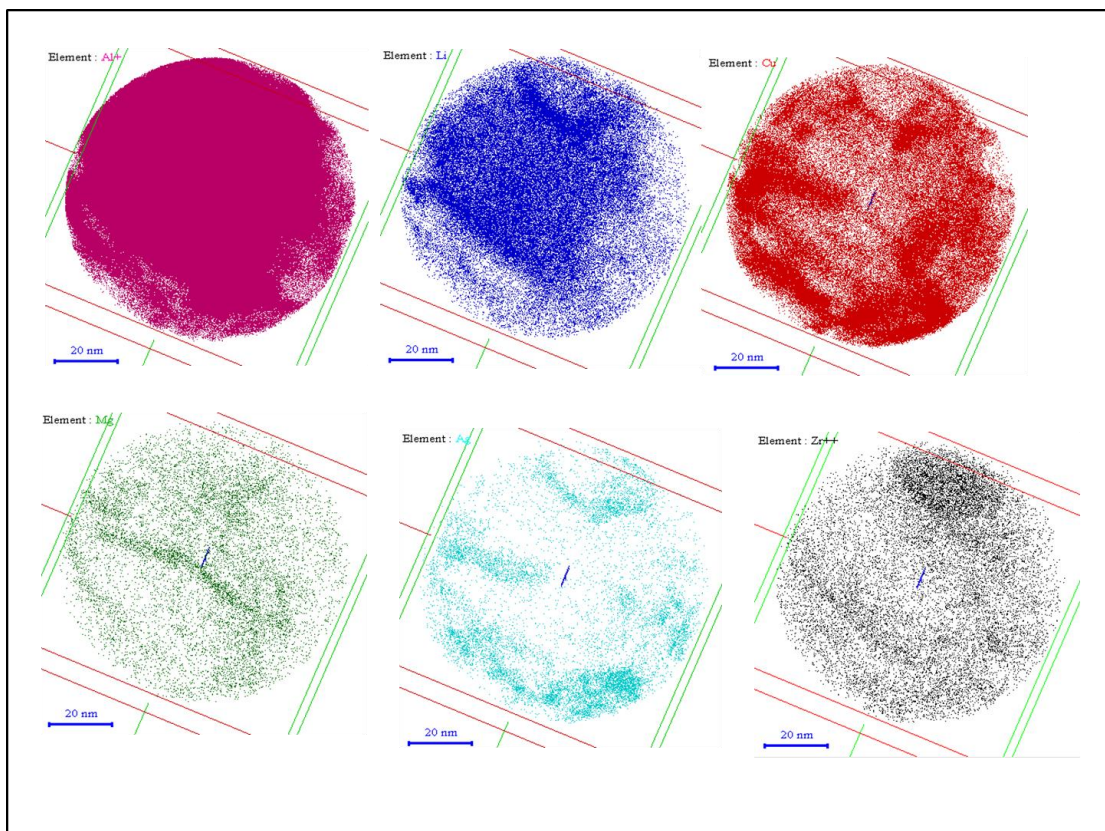 Element : Al+
Element : Li
Element : Cu
20 nm
20 nm
20 nm
Element : Mg
Element : Ag
Element : Zr++
20 nm
20 nm
20 nm